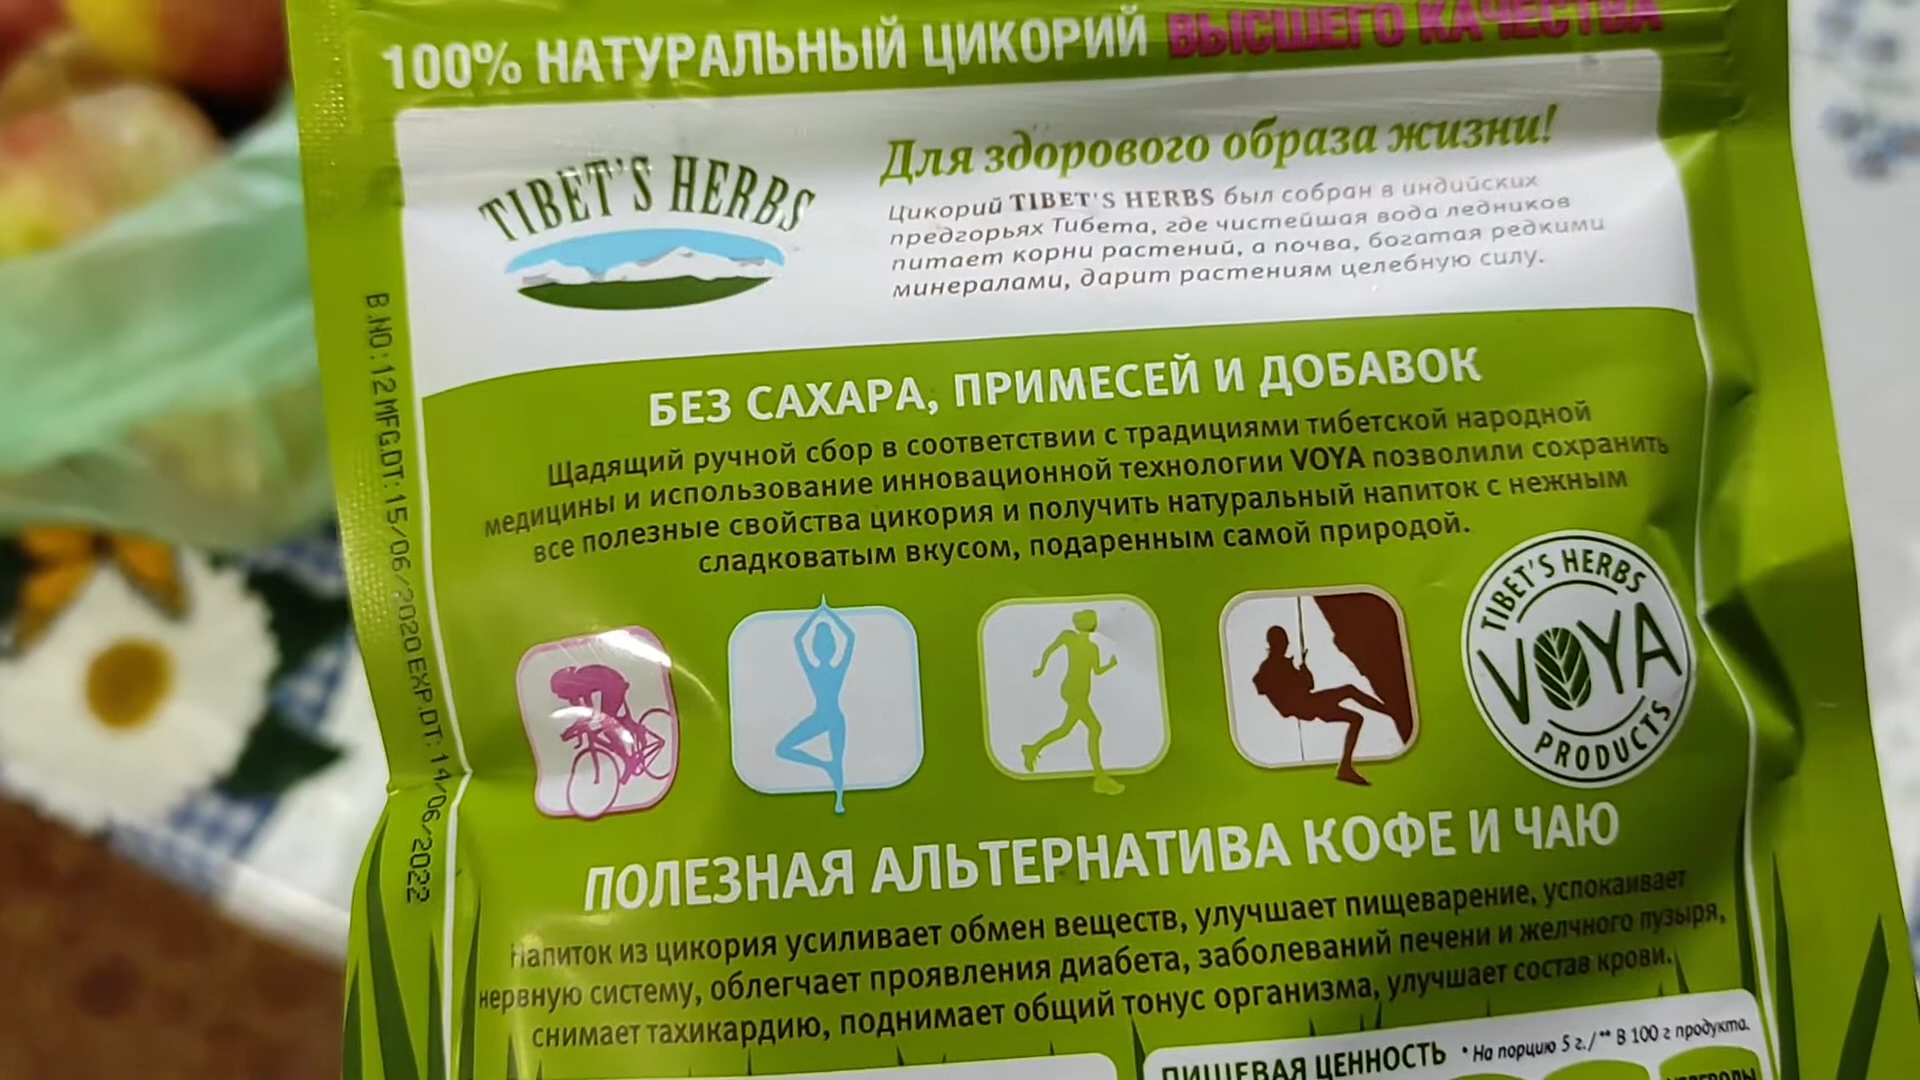 100% НАТУРАЛЬНЫЙ ЦИКОРИЙ ВЫСШЕГО КАЧЕСТВА
TIBET'S HERBS
Для здорового образа жизни!
Цикорий TIBET'S HERBS был собран в индийских
предгорьях Тибета, где чистейшая вода ледников
питает корни растений, а почва, богатая редкими
минералами, дарит растениям целебную силу.
B.NO:12 MFG.DT:15/06/2020 EXP.DT:14/06/2022
БЕЗ САХАРА, ПРИМЕСЕЙ И ДОБАВОК
Щадящий ручной сбор в соответствии с традициями тибетской народной
медицины и использование инновационной технологии VOYA позволили сохранить
все полезные свойства цикория и получить натуральный напиток с нежным
сладковатым вкусом, подаренным самой природой.
TIBET'S HERBS
VOYA
PRODUCTS
ПОЛЕЗНАЯ АЛЬТЕРНАТИВА КОФЕ И ЧАЮ
Напиток из цикория усиливает обмен веществ, улучшает пищеварение, успокаивает
нервную систему, облегчает проявления диабета, заболеваний печени и желчного пузыря,
снимает тахикардию, поднимает общий тонус организма, улучшает состав крови.
ПИЩЕВАЯ ЦЕННОСТЬ * На порцию 5 г./ ** В 100 г продукта.